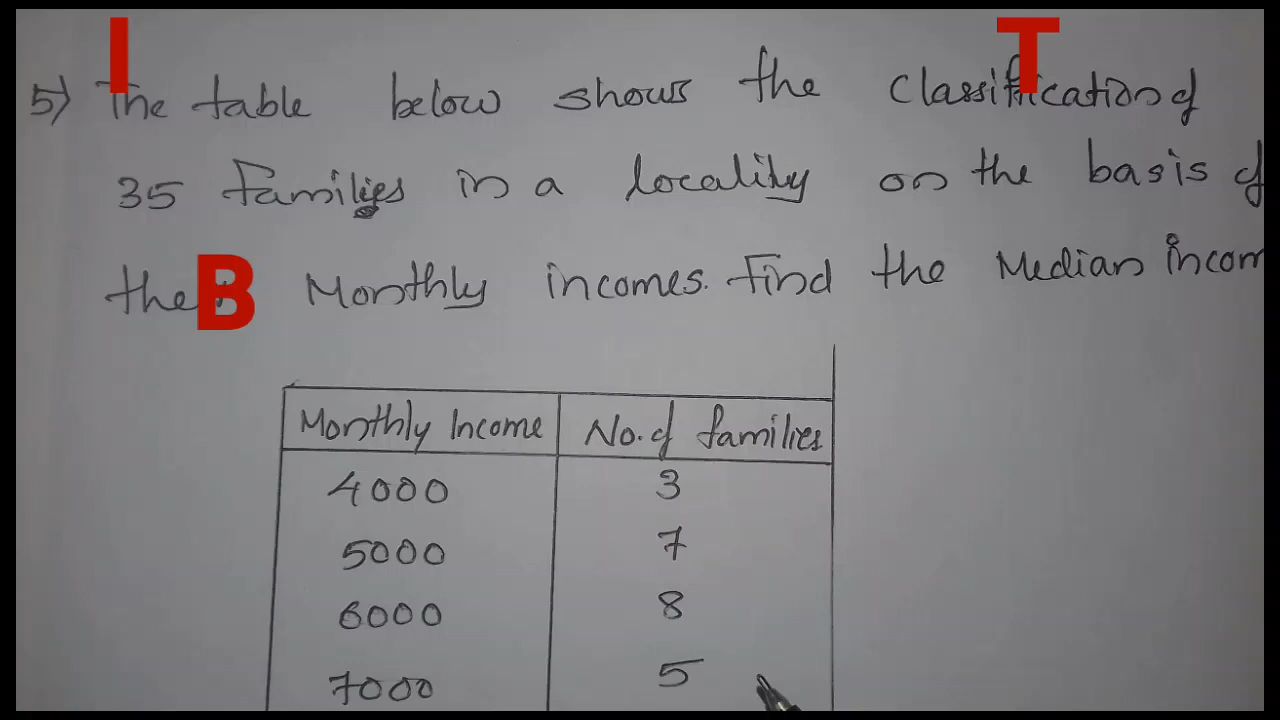 I T
5) The table below shows the classification of
35 families in a locality on the basis of
the B Monthly incomes. Find the Median incom
Monthly Income No. of families
4000 3
5000 7
6000 8
7000 5